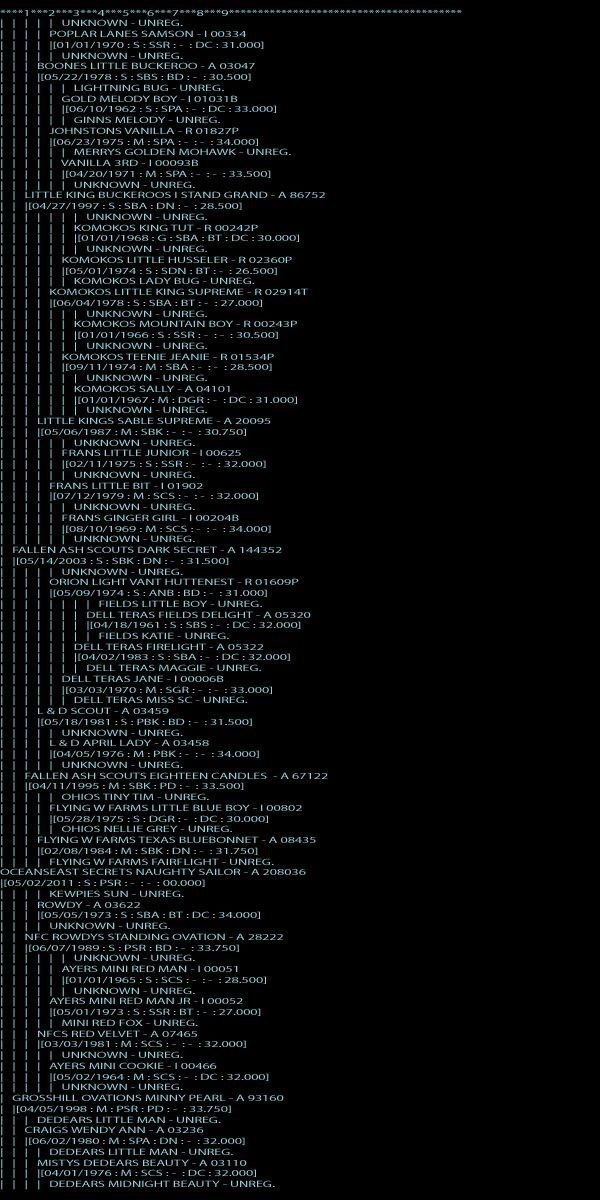 ****1***2***3***4***5***6***7***8***9**************************************
| | | | | UNKNOWN - UNREG.
| | | | POPLAR LANES SAMSON - I 00334
| | | | |[01/01/1970 : S : SSR : - : DC : 31.000]
| | | | | UNKNOWN - UNREG.
| | | BOONES LITTLE BUCKEROO - A 03047
| | | |[05/22/1978 : S : SBS : BD : - : 30.500]
| | | | | | LIGHTNING BUG - UNREG.
| | | | | GOLD MELODY BOY - I 01031B
| | | | | |[06/10/1962 : S : SPA : - : DC : 33.000]
| | | | | | GINNS MELODY - UNREG.
| | | | JOHNSTONS VANILLA - R 01827P
| | | | |[06/23/1975 : M : SPA : - : - : 34.000]
| | | | | | MERRYS GOLDEN MOHAWK - UNREG.
| | | | | VANILLA 3RD - I 00093B
| | | | | |[04/20/1971 : M : SPA : - : - : 33.500]
| | | | | | UNKNOWN - UNREG.
| | LITTLE KING BUCKEROOS I STAND GRAND - A 86752
| | |[04/27/1997 : S : SBA : DN : - : 28.500]
| | | | | | | UNKNOWN - UNREG.
| | | | | | KOMOKOS KING TUT - R 00242P
| | | | | | |[01/01/1968 : G : SBA : BT : DC : 30.000]
| | | | | | | UNKNOWN - UNREG.
| | | | | KOMOKOS LITTLE HUSSELER - R 02360P
| | | | | |[05/01/1974 : S : SDN : BT : - : 26.500]
| | | | | | KOMOKOS LADY BUG - UNREG.
| | | | KOMOKOS LITTLE KING SUPREME - R 02914T
| | | | |[06/04/1978 : S : SBA : BT : - : 27.000]
| | | | | | | UNKNOWN - UNREG.
| | | | | | KOMOKOS MOUNTAIN BOY - R 00243P
| | | | | | |[01/01/1966 : S : SSR : - : - : 30.500]
| | | | | | | UNKNOWN - UNREG.
| | | | | KOMOKOS TEENIE JEANIE - R 01534P
| | | | | |[09/11/1974 : M : SBA : - : - : 28.500]
| | | | | | | UNKNOWN - UNREG.
| | | | | | KOMOKOS SALLY - A 04101
| | | | | | |[01/01/1967 : M : DGR : - : DC : 31.000]
| | | | | | | UNKNOWN - UNREG.
| | | LITTLE KINGS SABLE SUPREME - A 20095
| | | |[05/06/1987 : M : SBK : - : - : 30.750]
| | | | | | UNKNOWN - UNREG.
| | | | | FRANS LITTLE JUNIOR - I 00625
| | | | | |[02/11/1975 : S : SSR : - : - : 32.000]
| | | | | | UNKNOWN - UNREG.
| | | | FRANS LITTLE BIT - I 01902
| | | | |[07/12/1979 : M : SCS : - : - : 32.000]
| | | | | | UNKNOWN - UNREG.
| | | | | FRANS GINGER GIRL - I 00204B
| | | | | |[08/10/1969 : M : SCS : - : - : 34.000]
| | | | | | UNKNOWN - UNREG.
| FALLEN ASH SCOUTS DARK SECRET - A 144352
| |[05/14/2003 : S : SBK : DN : - : 31.500]
| | | | | UNKNOWN - UNREG.
| | | | ORION LIGHT VANT HUTTENEST - R 01609P
| | | | |[05/09/1974 : S : ANB : BD : - : 31.000]
| | | | | | | | FIELDS LITTLE BOY - UNREG.
| | | | | | | DELL TERAS FIELDS DELIGHT - A 05320
| | | | | | | |[04/18/1961 : S : SBS : - : DC : 32.000]
| | | | | | | | FIELDS KATIE - UNREG.
| | | | | | DELL TERAS FIRELIGHT - A 05322
| | | | | | |[04/02/1983 : S : SBA : - : DC : 32.000]
| | | | | | | DELL TERAS MAGGIE - UNREG.
| | | | | DELL TERAS JANE - I 00006B
| | | | | |[03/03/1970 : M : SGR : - : - : 33.000]
| | | | | | DELL TERAS MISS SC - UNREG.
| | | L & D SCOUT - A 03459
| | | |[05/18/1981 : S : PBK : BD : - : 31.500]
| | | | | UNKNOWN - UNREG.
| | | | L & D APRIL LADY - A 03458
| | | | |[04/05/1976 : M : PBK : - : - : 34.000]
| | | | | UNKNOWN - UNREG.
| | FALLEN ASH SCOUTS EIGHTEEN CANDLES - A 67122
| | |[04/11/1995 : M : SBK : PD : - : 33.500]
| | | | | OHIOS TINY TIM - UNREG.
| | | | FLYING W FARMS LITTLE BLUE BOY - I 00802
| | | | |[05/28/1975 : S : DGR : - : DC : 30.000]
| | | | | OHIOS NELLIE GREY - UNREG.
| | | FLYING W FARMS TEXAS BLUEBONNET - A 08435
| | | |[02/08/1984 : M : SBK : DN : - : 31.750]
| | | | FLYING W FARMS FAIRFLIGHT - UNREG.
OCEANSEAST SECRETS NAUGHTY SAILOR - A 208036
|[05/02/2011 : S : PSR : - : - : 00.000]
| | | | KEWPIES SUN - UNREG.
| | | ROWDY - A 03622
| | | |[05/05/1973 : S : SBA : BT : DC : 34.000]
| | | | UNKNOWN - UNREG.
| | NFC ROWDYS STANDING OVATION - A 28222
| | |[06/07/1989 : S : PSR : BD : - : 33.750]
| | | | | | UNKNOWN - UNREG.
| | | | | AYERS MINI RED MAN - I 00051
| | | | | |[01/01/1965 : S : SCS : - : - : 28.500]
| | | | | | UNKNOWN - UNREG.
| | | | AYERS MINI RED MAN JR - I 00052
| | | | |[05/01/1973 : S : SSR : BT : - : 27.000]
| | | | | MINI RED FOX - UNREG.
| | | NFCS RED VELVET - A 07465
| | | |[03/03/1981 : M : SCS : - : - : 32.000]
| | | | | UNKNOWN - UNREG.
| | | | AYERS MINI COOKIE - I 00466
| | | | |[05/02/1964 : M : SCS : - : DC : 32.000]
| | | | | UNKNOWN - UNREG.
| GROSSHILL OVATIONS MINNY PEARL - A 93160
| |[04/05/1998 : M : PSR : PD : - : 33.750]
| | | DEDEARS LITTLE MAN - UNREG.
| | CRAIGS WENDY ANN - A 03236
| | |[06/02/1980 : M : SPA : DN : - : 32.000]
| | | | DEDEARS LITTLE MAN - UNREG.
| | | MISTYS DEDEARS BEAUTY - A 03110
| | | |[04/01/1976 : M : SCS : - : DC : 32.000]
| | | | DEDEARS MIDNIGHT BEAUTY - UNREG.